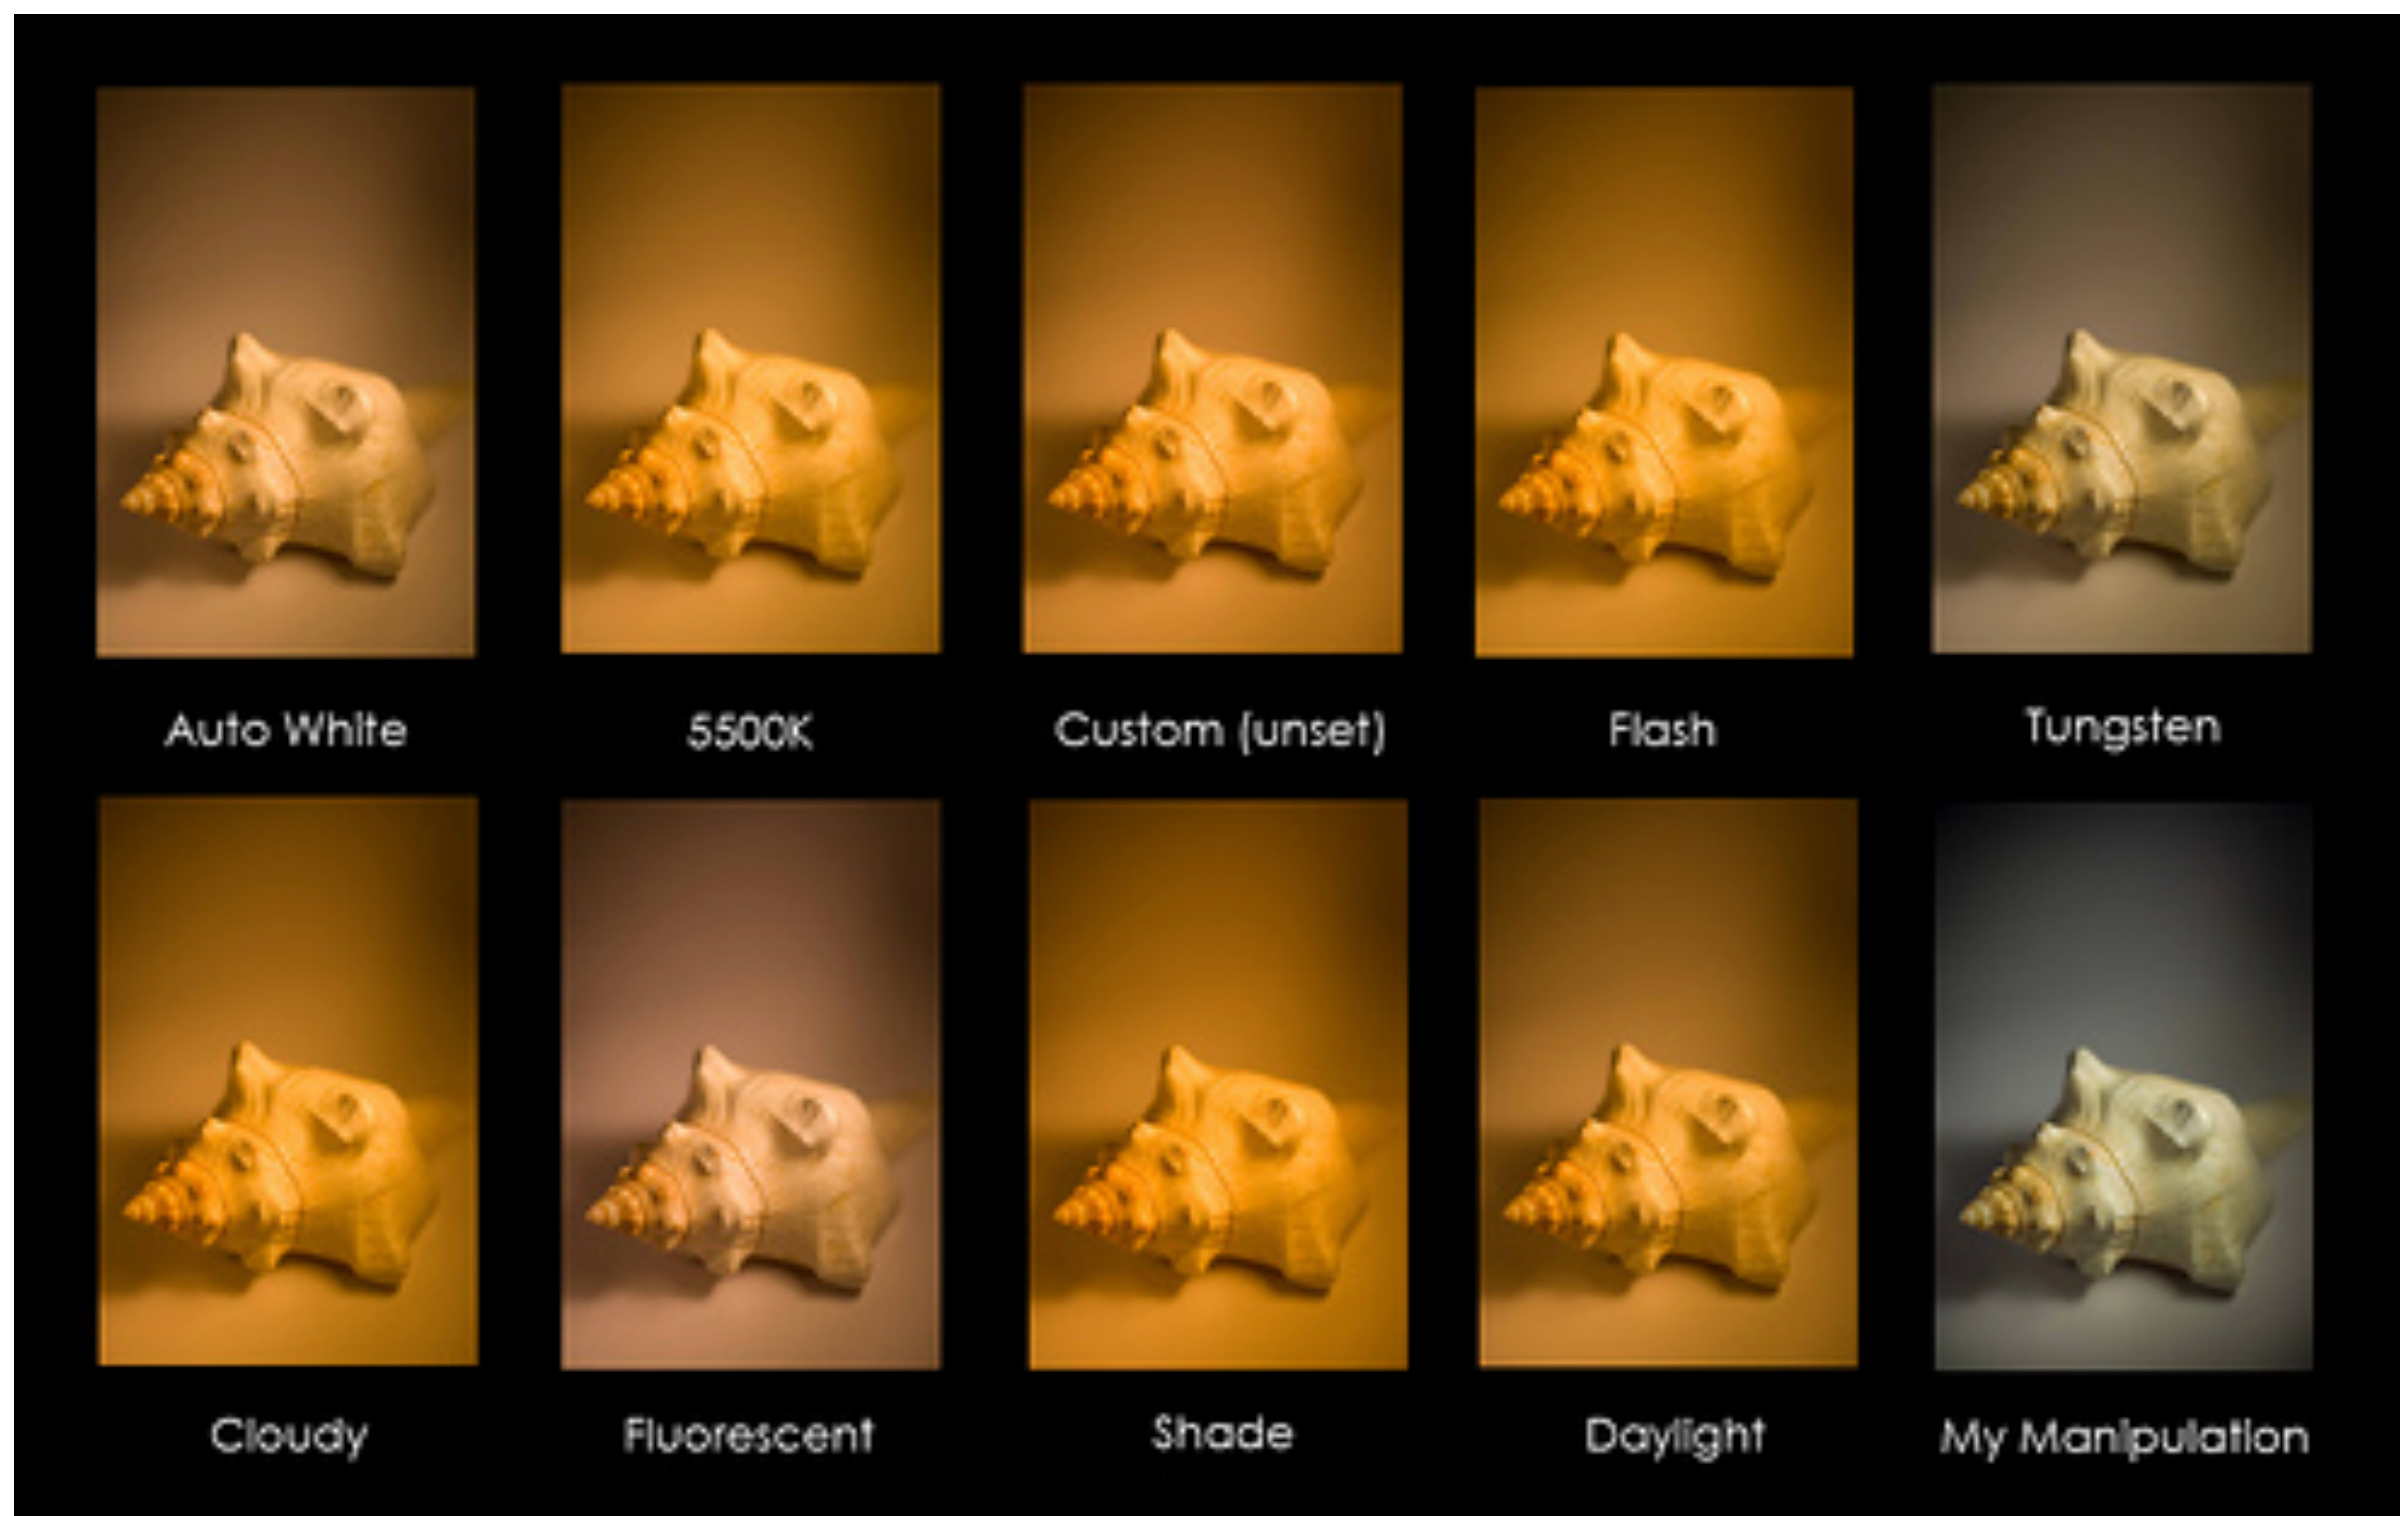 Auto White
5500K
Custom (unset)
Flash
Tungsten
Cloudy
Fluorescent
Shade
Daylight
My Manipulation